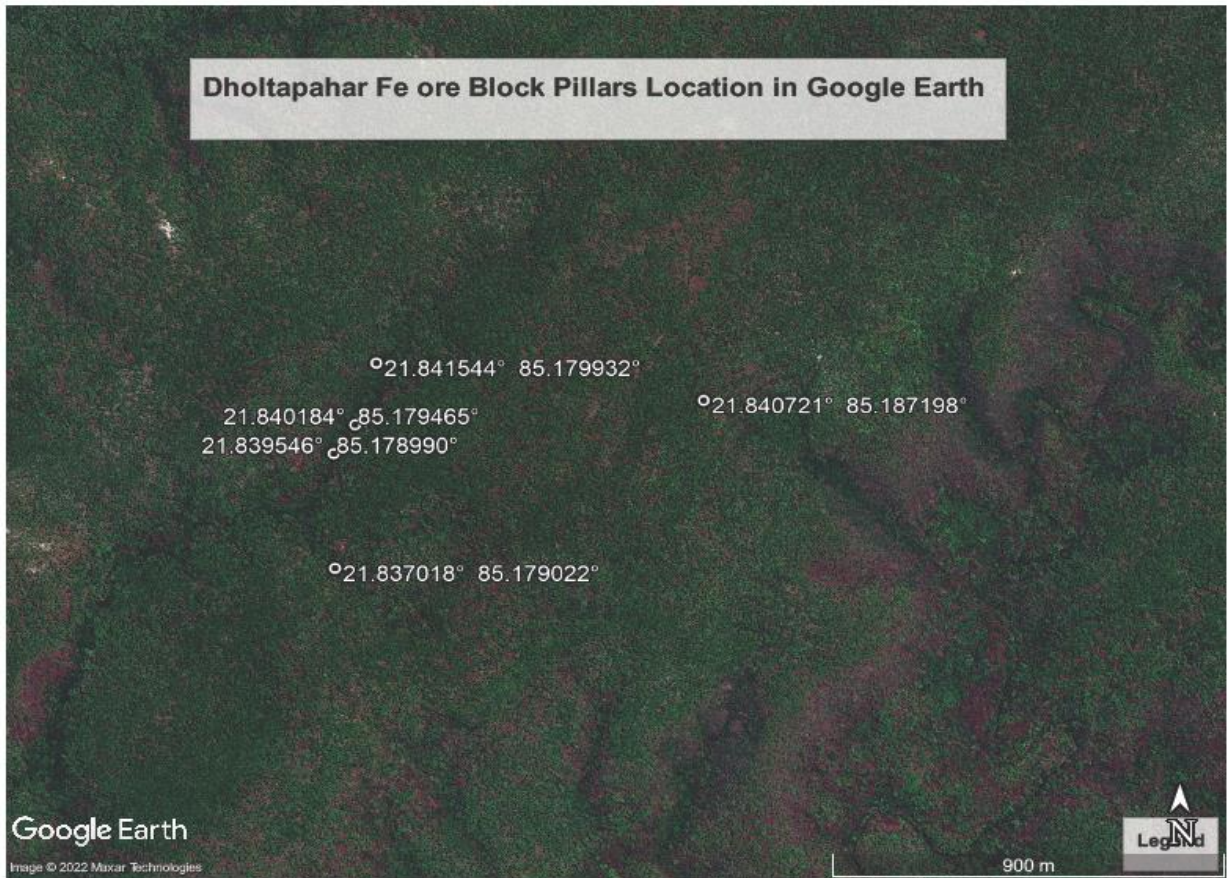 Dholtapahar Fe ore Block Pillars Location in Google Earth
21.841544° 85.179932°
21.840721° 85.187198°
21.840184° 85.179465°
21.839546° 85.178990°
21.837018° 85.179022°
Google Earth
Image © 2022 Maxar Technologies
900 m
N
Legend